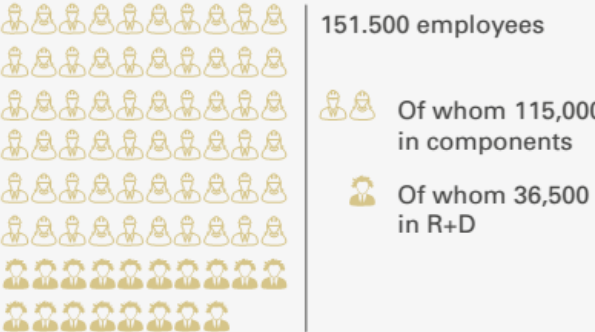 151.500 employees
Of whom 115,000
in components
Of whom 36,500
in R+D